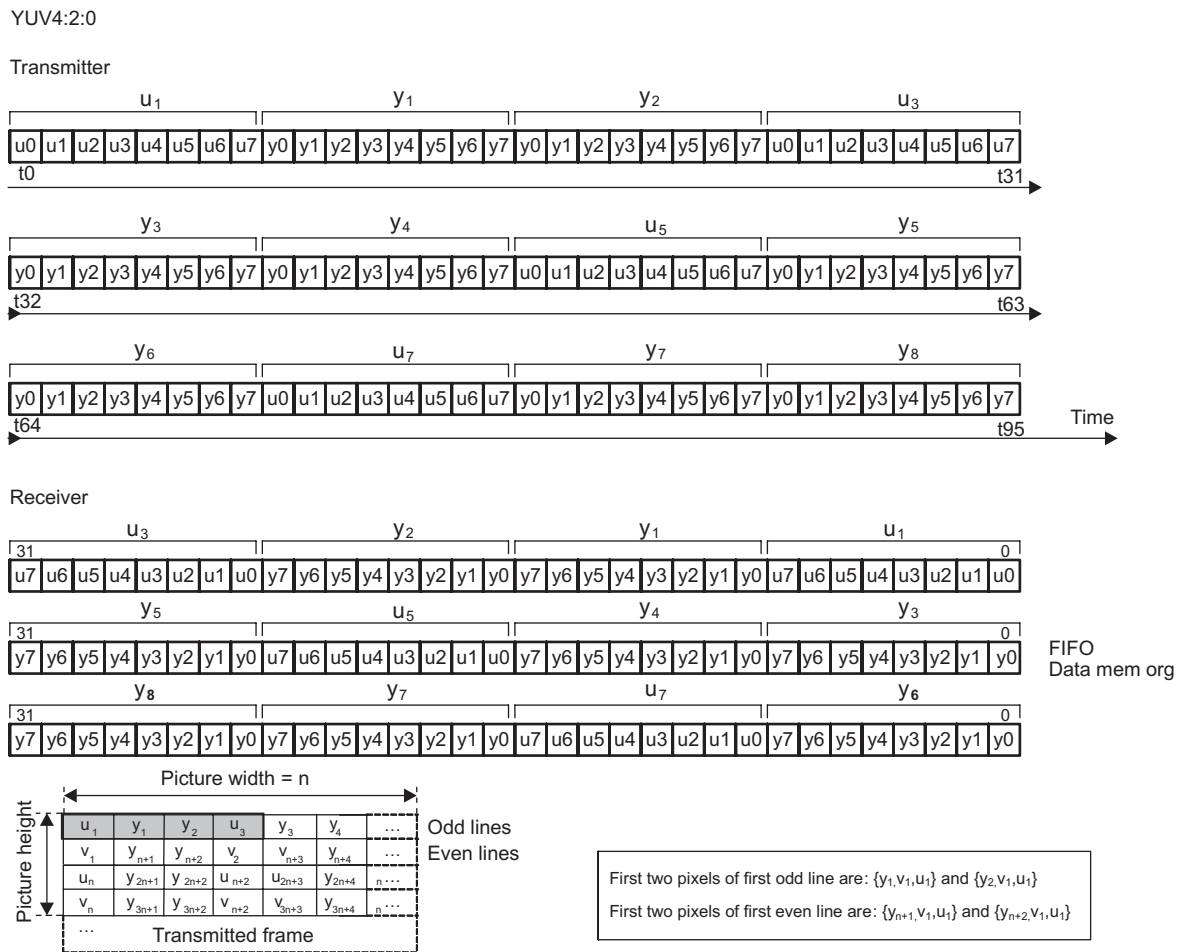 YUV4:2:0
Transmitter
u1 y1 y2 u3
u0 u1 u2 u3 u4 u5 u6 u7 y0 y1 y2 y3 y4 y5 y6 y7 y0 y1 y2 y3 y4 y5 y6 y7 u0 u1 u2 u3 u4 u5 u6 u7
t0 t31
y3 y4 u5 y5
y0 y1 y2 y3 y4 y5 y6 y7 y0 y1 y2 y3 y4 y5 y6 y7 u0 u1 u2 u3 u4 u5 u6 u7 y0 y1 y2 y3 y4 y5 y6 y7
t32 t63
y6 u7 y7 y8
y0 y1 y2 y3 y4 y5 y6 y7 u0 u1 u2 u3 u4 u5 u6 u7 y0 y1 y2 y3 y4 y5 y6 y7 y0 y1 y2 y3 y4 y5 y6 y7
t64 t95 Time
Receiver
u3 y2 y1 u1
31 0
u7 u6 u5 u4 u3 u2 u1 u0 y7 y6 y5 y4 y3 y2 y1 y0 y7 y6 y5 y4 y3 y2 y1 y0 u7 u6 u5 u4 u3 u2 u1 u0
y5 u5 y4 y3
31 0
y7 y6 y5 y4 y3 y2 y1 y0 u7 u6 u5 u4 u3 u2 u1 u0 y7 y6 y5 y4 y3 y2 y1 y0 y7 y6 y5 y4 y3 y2 y1 y0
FIFO
Data mem org
y8 y7 u7 y6
31 0
y7 y6 y5 y4 y3 y2 y1 y0 y7 y6 y5 y4 y3 y2 y1 y0 u7 u6 u5 u4 u3 u2 u1 u0 y7 y6 y5 y4 y3 y2 y1 y0
Picture width = n
Picture height
u1 y1 y2 u3 y3 y4 ... Odd lines
v1 yn+1 yn+2 v2 vn+3 yn+4 ... Even lines
un y2n+1 y2n+2 un+2 u2n+3 y2n+4 n...
vn y3n+1 y3n+2 vn+2 v3n+3 y3n+4 n...
... Transmitted frame
First two pixels of first odd line are: {y1,v1,u1} and {y2,v1,u1}
First two pixels of first even line are: {yn+1,v1,u1} and {yn+2,v1,u1}